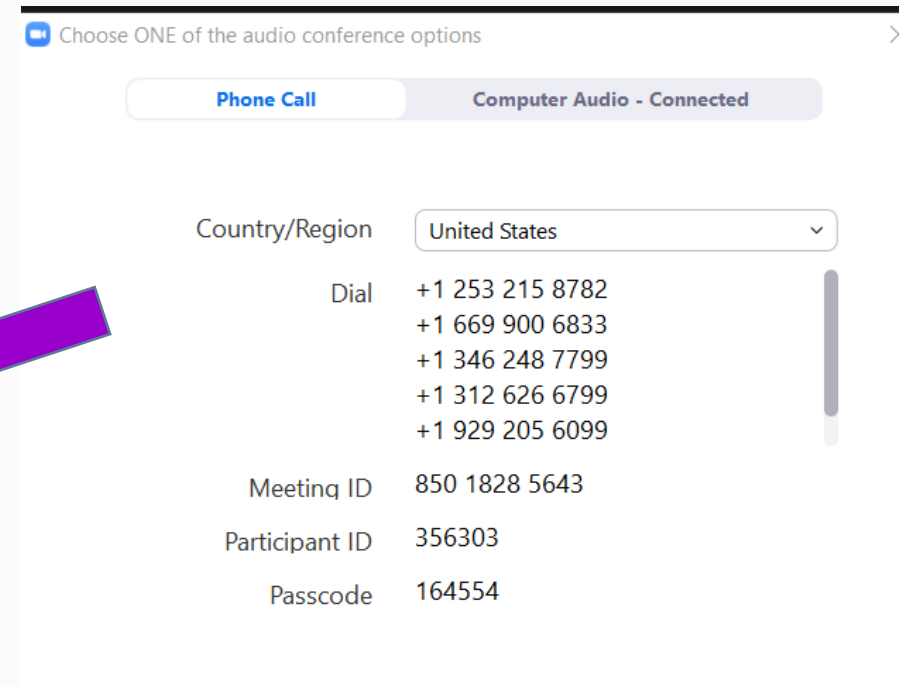 Choose ONE of the audio conference options
Phone Call Computer Audio - Connected
Country/Region United States
Dial +1 253 215 8782
+1 669 900 6833
+1 346 248 7799
+1 312 626 6799
+1 929 205 6099
Meeting ID 850 1828 5643
Participant ID 356303
Passcode 164554